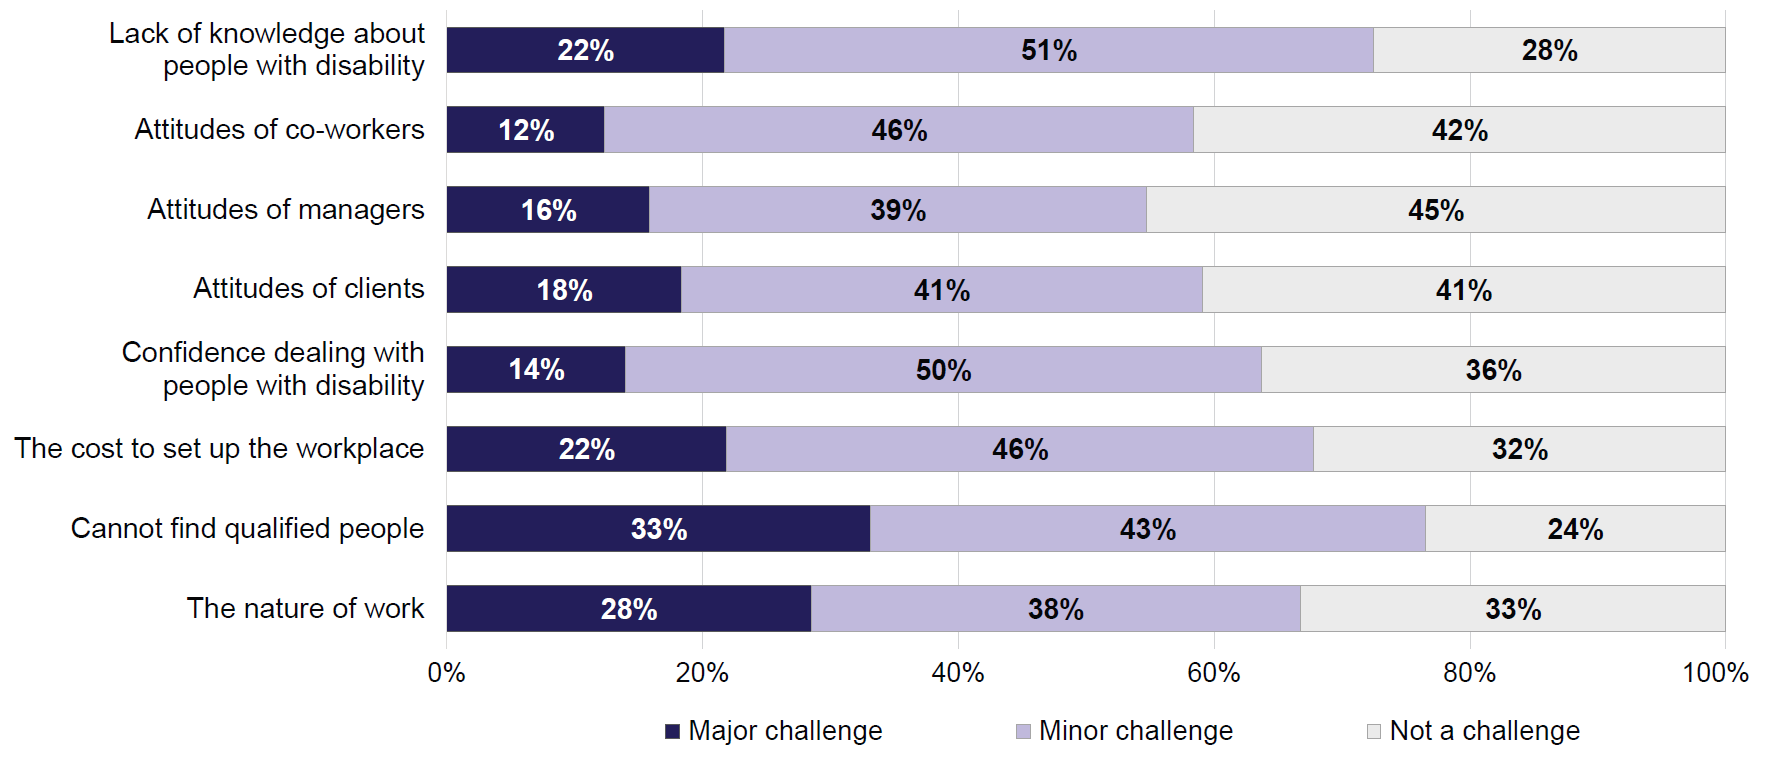 Lack of knowledge about
people with disability
22%
51%
28%
Attitudes of co-workers
12%
46%
42%
Attitudes of managers
16%
39%
45%
Attitudes of clients
18%
41%
41%
Confidence dealing with
people with disability
14%
50%
36%
The cost to set up the workplace
22%
46%
32%
Cannot find qualified people
33%
43%
24%
The nature of work
28%
38%
33%
0%
20%
40%
60%
80%
100%
Major challenge
Minor challenge
Not a challenge